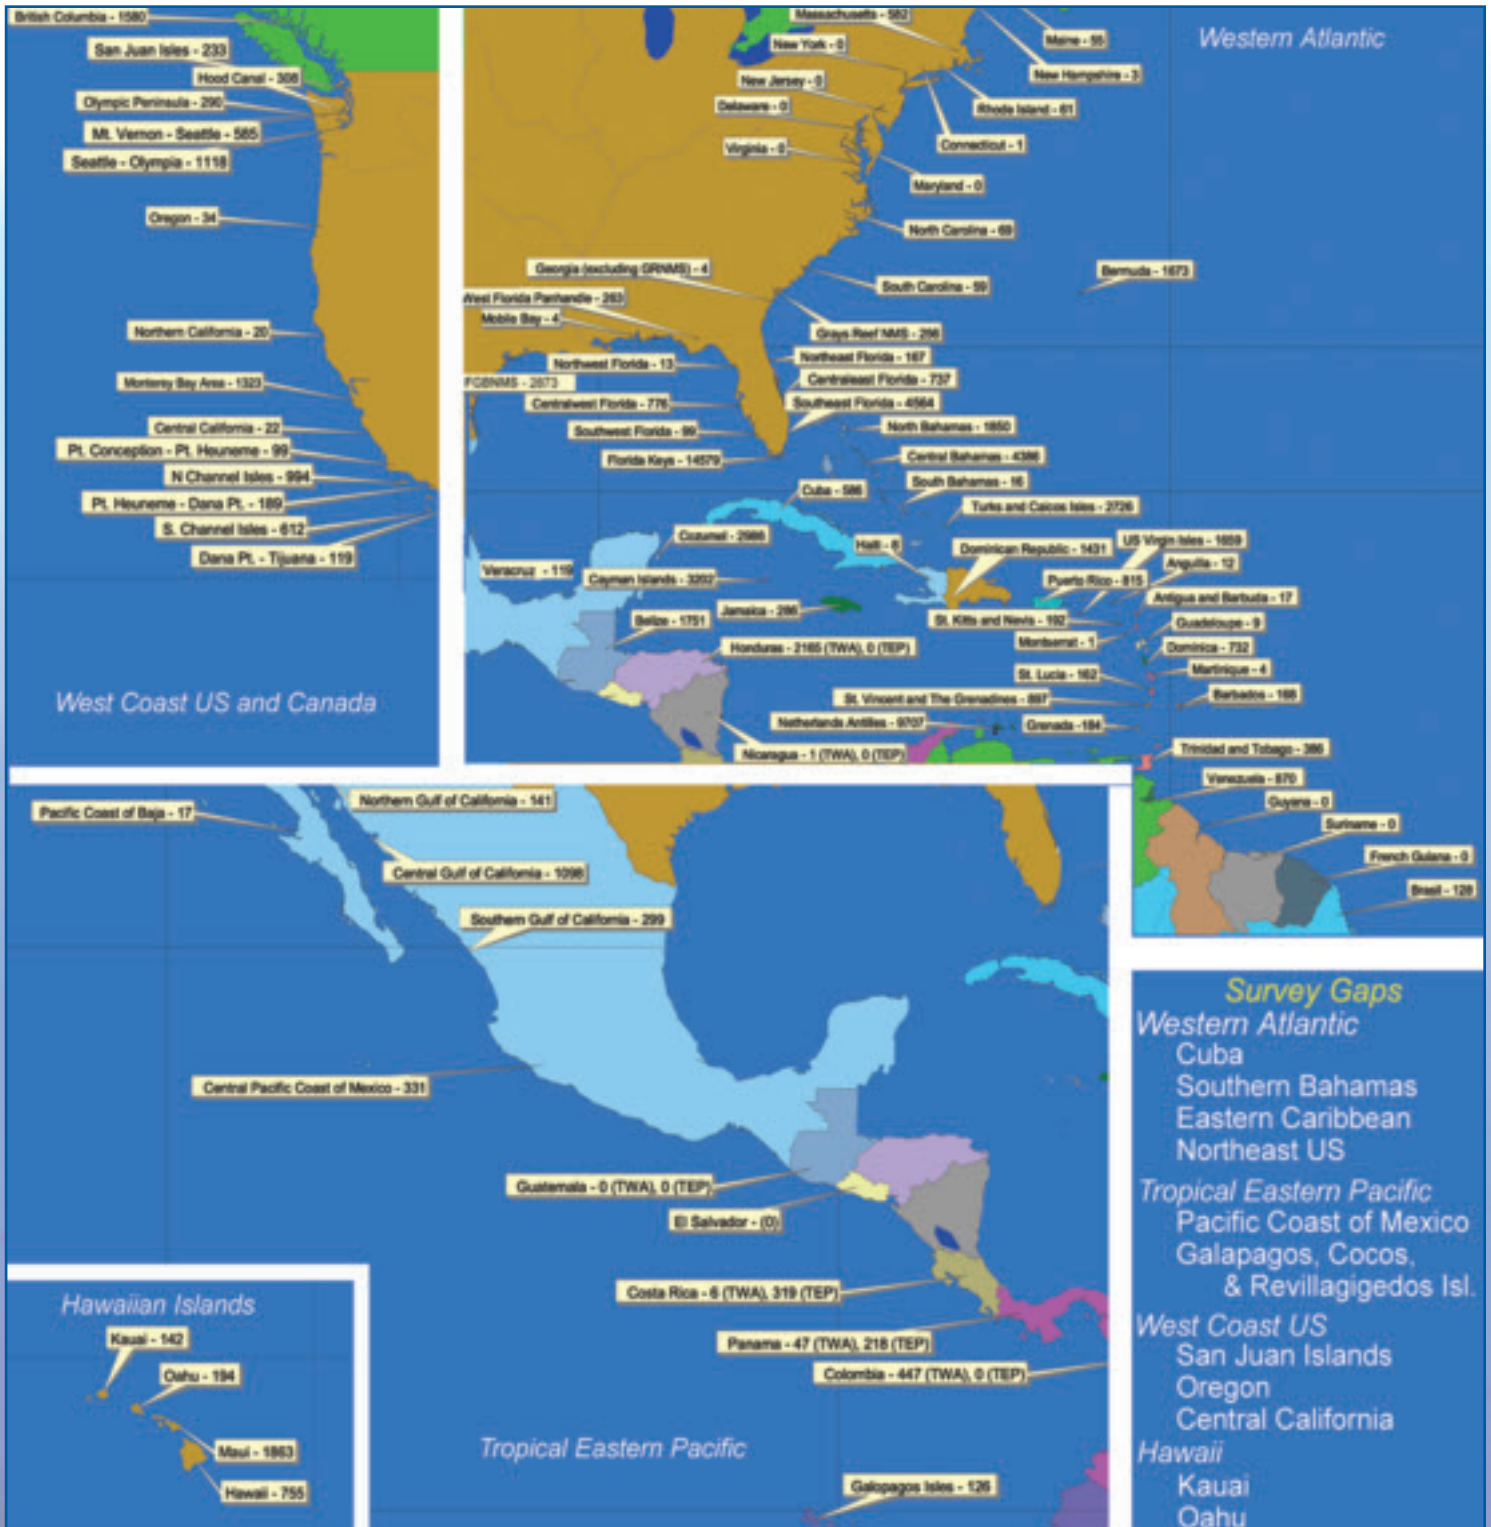 British Columbia - 1580
San Juan Isles - 233
Hood Canal - 308
Olympic Peninsula - 290
Mt. Vernon - Seattle - 585
Seattle - Olympia - 1118
Oregon - 34
Northern California - 20
Monterey Bay Area - 1323
Central California - 22
Pt. Conception - Pt. Heuneme - 99
N Channel Isles - 994
Pt. Heuneme - Dana Pt. - 189
S. Channel Isles - 612
Dana Pt. - Tijuana - 119
West Coast US and Canada
Western Atlantic
Massachusetts - 582
Maine - 55
New York - 0
New Hampshire - 3
New Jersey - 0
Rhode Island - 61
Delaware - 0
Connecticut - 1
Virginia - 0
Maryland - 0
North Carolina - 69
Georgia (excluding GRNMS) - 4
Bermuda - 1673
South Carolina - 59
West Florida Panhandle - 263
Mobile Bay - 4
Grays Reef NMS - 298
Northeast Florida - 167
Northwest Florida - 13
FGBNMS - 2873
Centraleast Florida - 737
Centralwest Florida - 776
Southeast Florida - 4564
Southwest Florida - 99
North Bahamas - 1850
Florida Keys - 14579
Central Bahamas - 4386
South Bahamas - 16
Cuba - 586
Turks and Caicos Isles - 2726
Cozumel - 2986
Haiti - 8
Dominican Republic - 1431
US Virgin Isles - 1659
Anguilla - 12
Veracruz - 119
Cayman Islands - 3202
Puerto Rico - 815
Antigua and Barbuda - 17
Jamaica - 286
Belize - 1751
St. Kitts and Nevis - 192
Guadeloupe - 9
Montserrat - 1
Honduras - 2165 (TWA), 0 (TEP)
Dominica - 732
Martinique - 4
St. Lucia - 162
St. Vincent and The Grenadines - 897
Barbados - 168
Netherlands Antilles - 9707
Grenada - 184
Nicaragua - 1 (TWA), 0 (TEP)
Trinidad and Tobago - 386
Venezuela - 870
Guyana - 0
Suriname - 0
French Guiana - 0
Brasil - 128
Pacific Coast of Baja - 17
Northern Gulf of California - 141
Central Gulf of California - 1098
Southern Gulf of California - 299
Central Pacific Coast of Mexico - 331
Guatemala - 0 (TWA), 0 (TEP)
El Salvador - (0)
Costa Rica - 6 (TWA), 319 (TEP)
Panama - 47 (TWA), 218 (TEP)
Colombia - 447 (TWA), 0 (TEP)
Tropical Eastern Pacific
Galopagos Isles - 126
Hawaiian Islands
Kauai - 142
Oahu - 194
Maui - 1863
Hawaii - 755
Survey Gaps
Western Atlantic
Cuba
Southern Bahamas
Eastern Caribbean
Northeast US
Tropical Eastern Pacific
Pacific Coast of Mexico
Galapagos, Cocos,
& Revillagigedos Isl.
West Coast US
San Juan Islands
Oregon
Central California
Hawaii
Kauai
Oahu